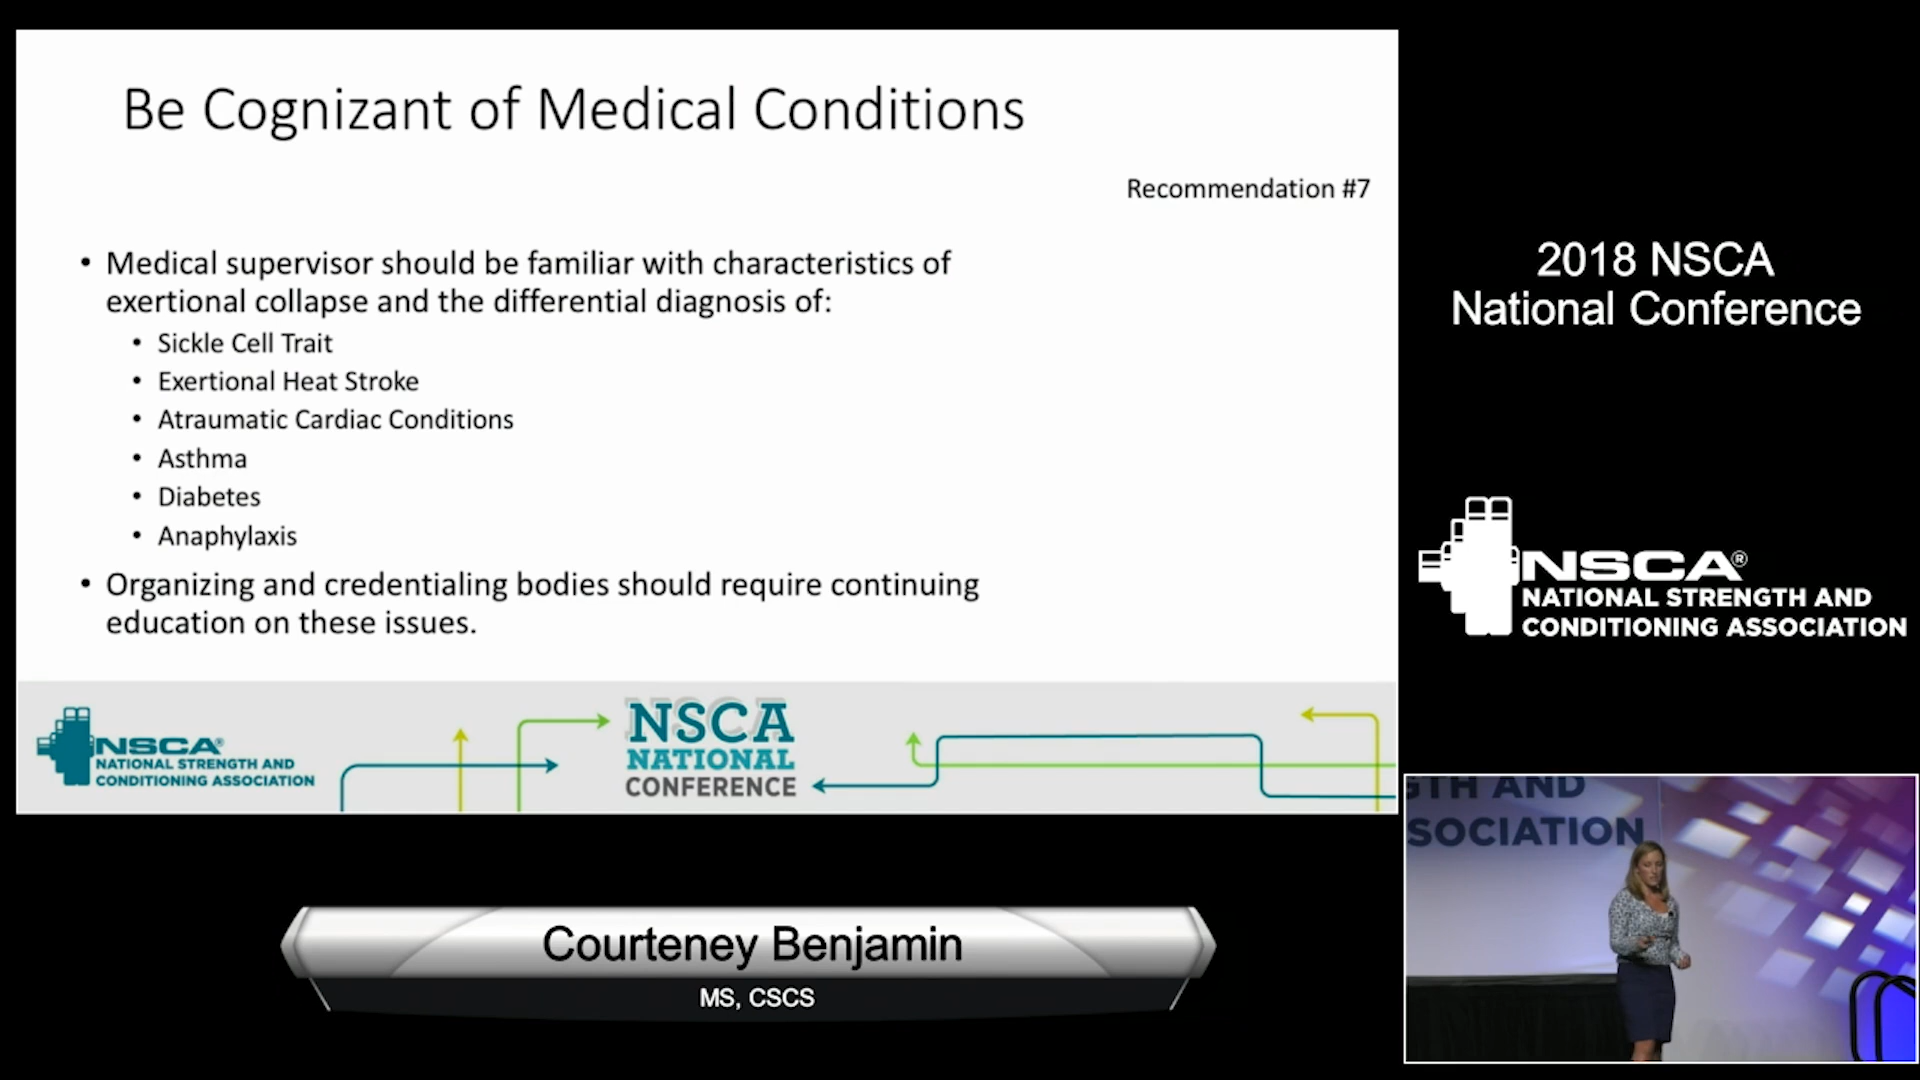 Be Cognizant of Medical Conditions
Recommendation #7
• Medical supervisor should be familiar with characteristics of
exertional collapse and the differential diagnosis of:
• Sickle Cell Trait
• Exertional Heat Stroke
• Atraumatic Cardiac Conditions
• Asthma
• Diabetes
• Anaphylaxis
• Organizing and credentialing bodies should require continuing
education on these issues.
NSCA®
NATIONAL STRENGTH AND
CONDITIONING ASSOCIATION
NSCA
NATIONAL
CONFERENCE
2018 NSCA
National Conference
NSCA®
NATIONAL STRENGTH AND
CONDITIONING ASSOCIATION
GTH AND
SOCIATION
Courteney Benjamin
MS, CSCS